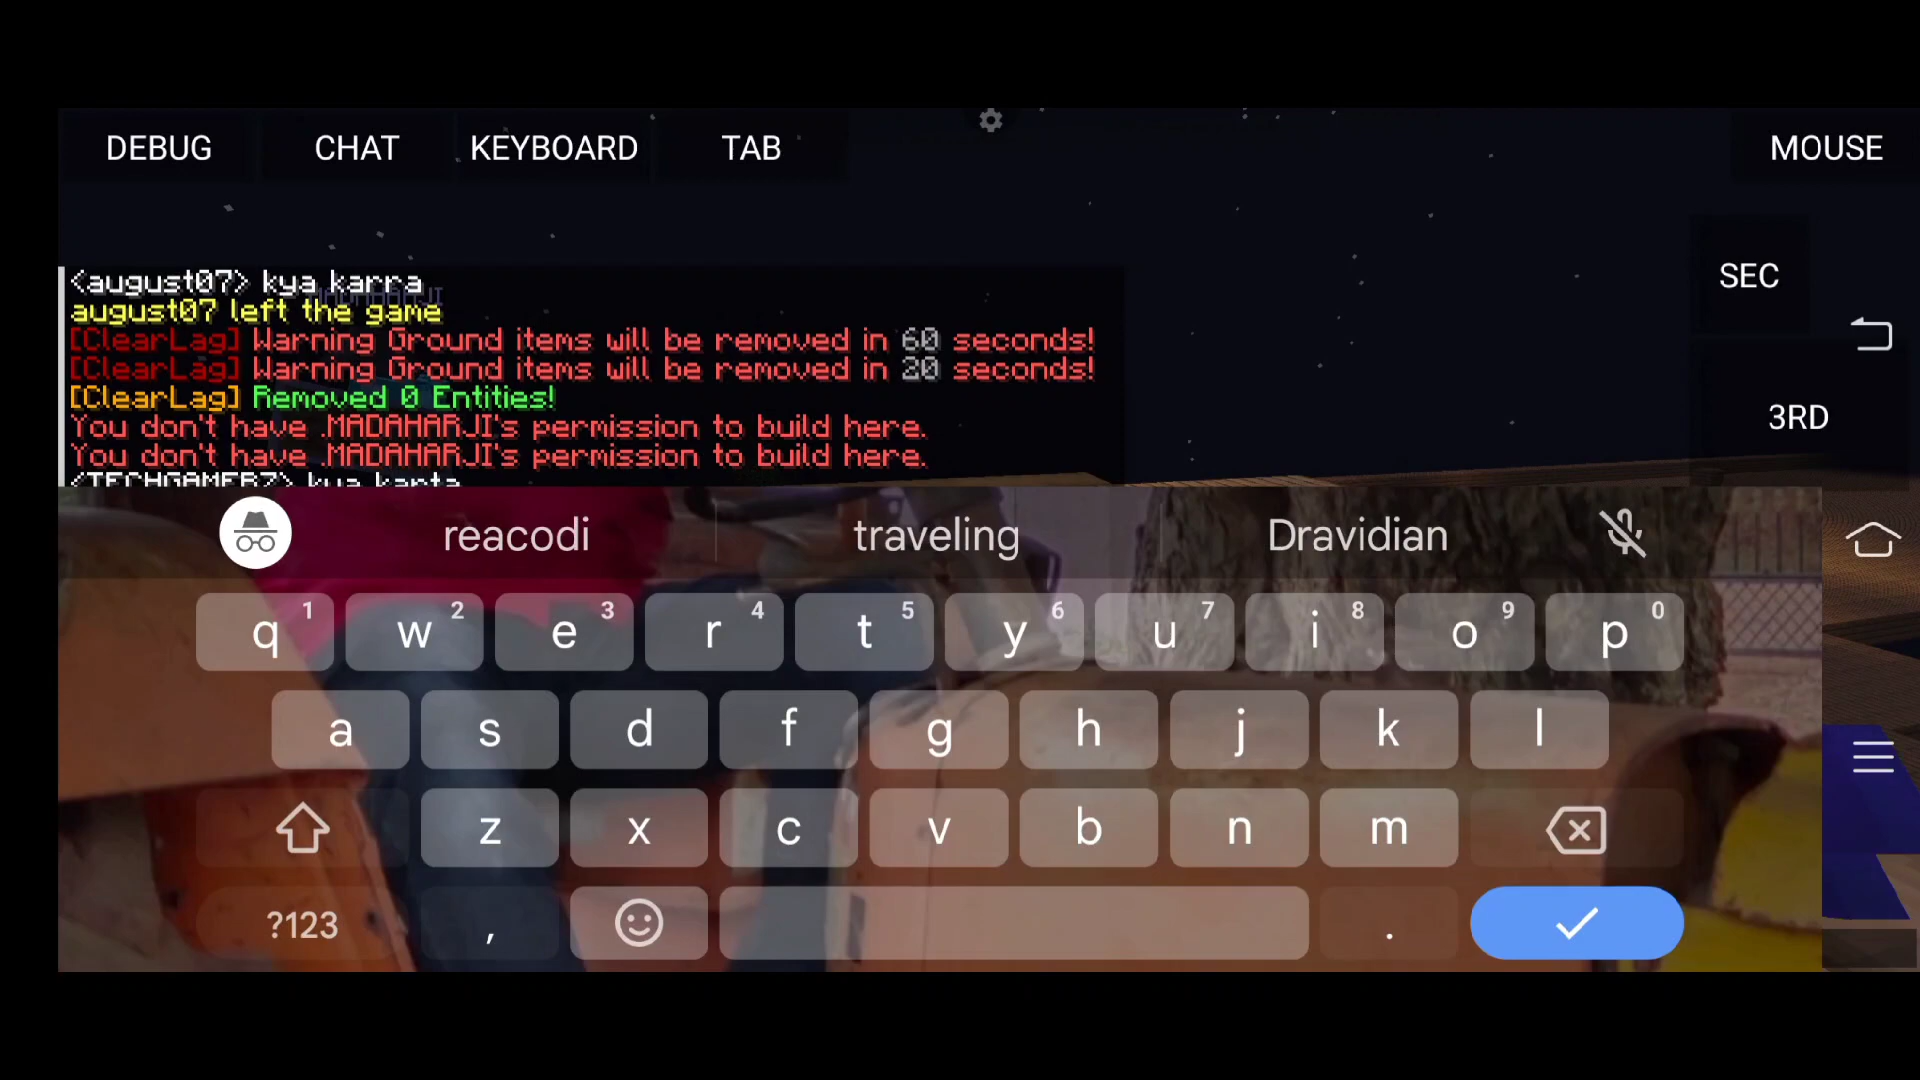 DEBUG CHAT KEYBOARD TAB MOUSE
SEC
<august07> kya karra
august07 left the game
[ClearLag] Warning Ground items will be removed in 60 seconds!
[ClearLag] Warning Ground items will be removed in 20 seconds!
[ClearLag] Removed 0 Entities!
3RD
You don't have .MADAHARJI's permission to build here.
You don't have .MADAHARJI's permission to build here.
<TECHGAMER7> kya kanta
reacodi traveling Dravidian
q 1 w 2 e 3 r 4 t 5 y 6 u 7 i 8 o 9 p 0
a s d f g h j k l
z x c v b n m
?123 , .